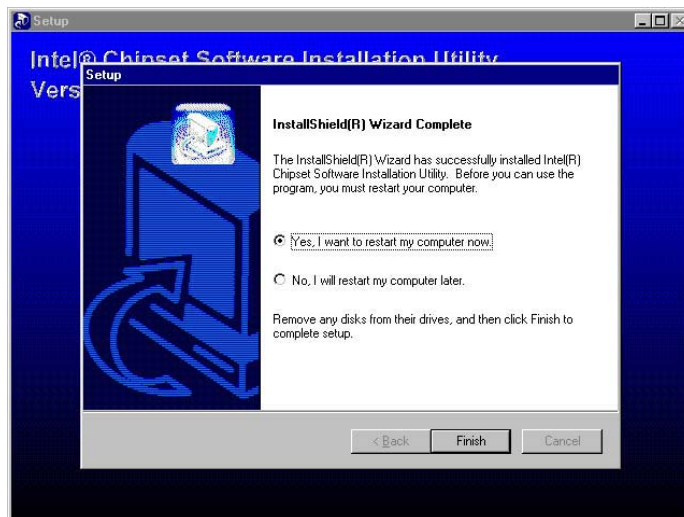 Setup
Intel® Chipset Software Installation Utility
Vers
Setup
InstallShield(R) Wizard Complete
The InstallShield(R) Wizard has successfully installed Intel(R)
Chipset Software Installation Utility. Before you can use the
program, you must restart your computer.
Yes, I want to restart my computer now.
No, I will restart my computer later.
Remove any disks from their drives, and then click Finish to
complete setup.
< Back
Finish
Cancel